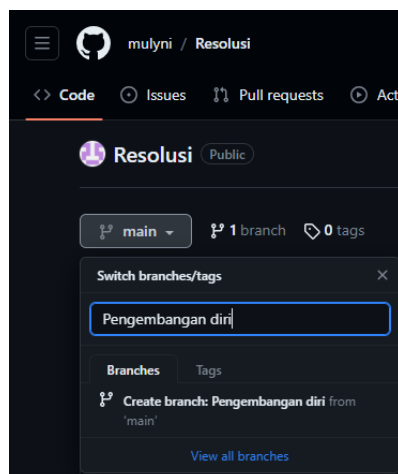 mulyni / Resolusi
<> Code Issues Pull requests Act
Resolusi Public
main 1 branch 0 tags
Switch branches/tags
Pengembangan diri
Branches Tags
Create branch: Pengembangan diri from
'main'
View all branches